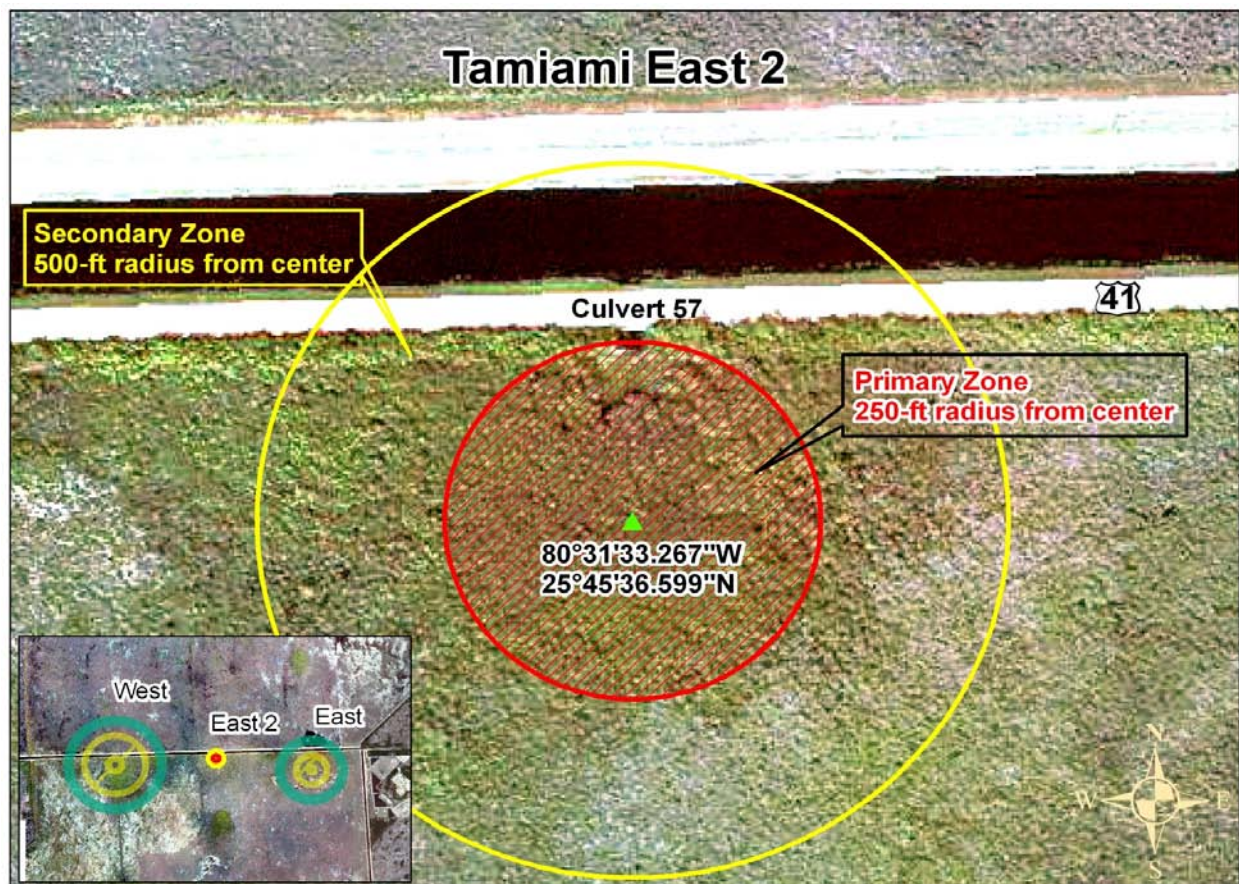 Tamiami East 2
Secondary Zone
500-ft radius from center
Culvert 57
41
Primary Zone
250-ft radius from center
80°31'33.267"W
25°45'36.599"N
West
East 2
East
N
W
E
S